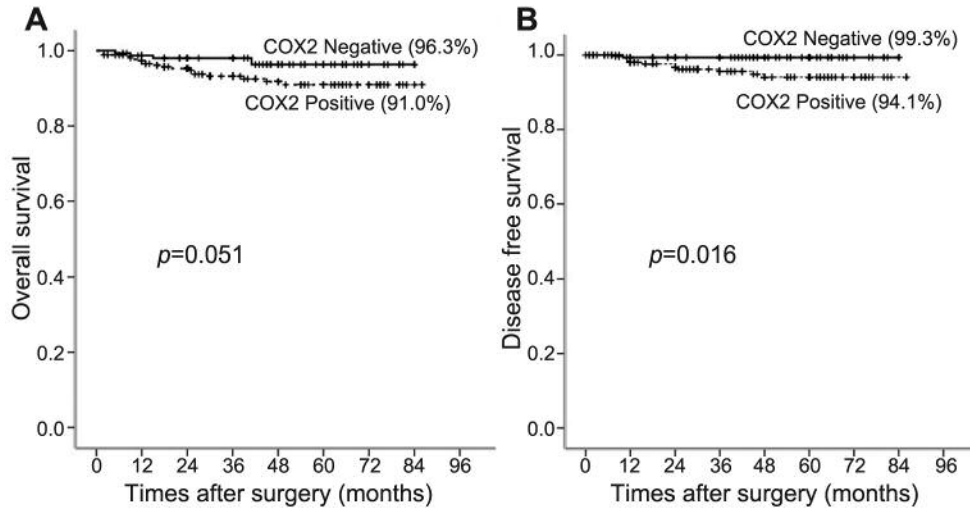 A
1.0
0.8
0.6
0.4
0.2
0.0
Overall survival
COX2 Negative (96.3%)
COX2 Positive (91.0%)
p=0.051
0 12 24 36 48 60 72 84 96
Times after surgery (months)
B
1.0
0.8
0.6
0.4
0.2
0.0
Disease free survival
COX2 Negative (99.3%)
COX2 Positive (94.1%)
p=0.016
0 12 24 36 48 60 72 84 96
Times after surgery (months)